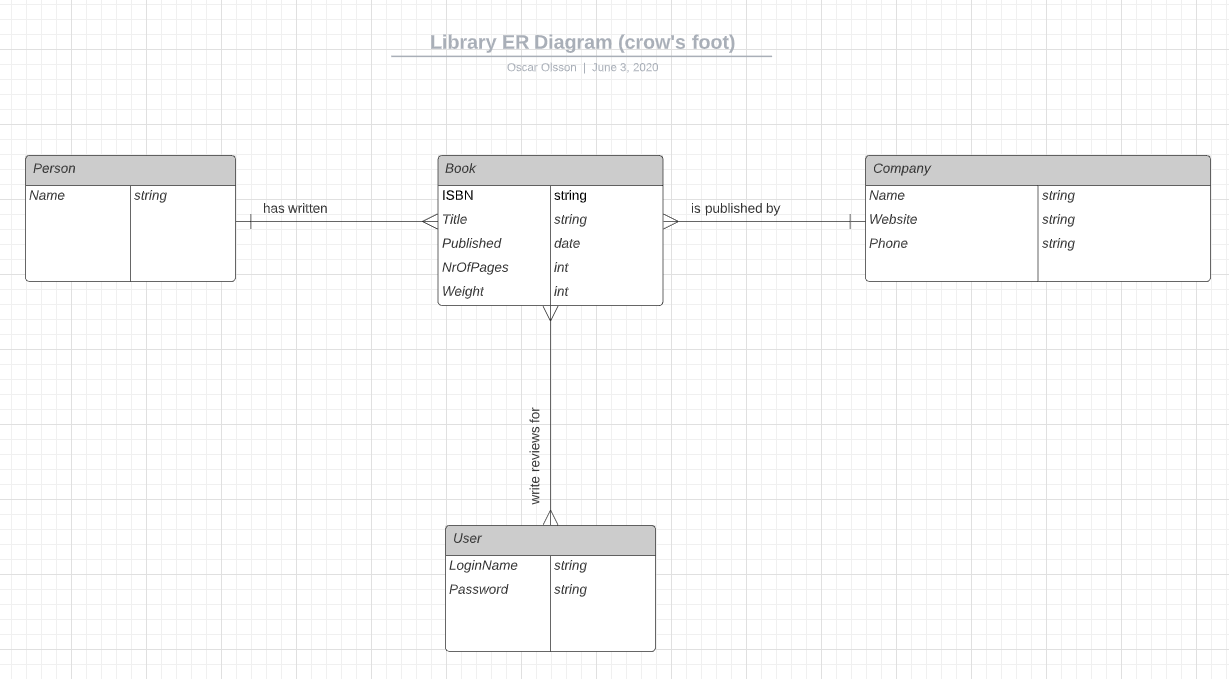 Library ER Diagram (crow's foot)
Oscar Olsson | June 3, 2020
Person
Name string
has written
Book
ISBN string
Title string
Published date
NrOfPages int
Weight int
is published by
Company
Name string
Website string
Phone string
write reviews for
User
LoginName string
Password string